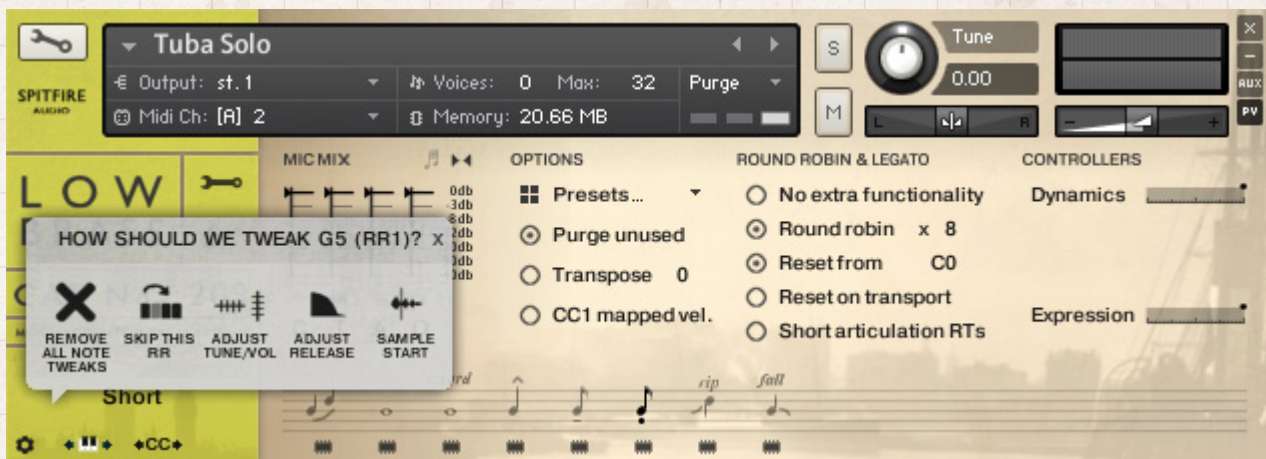 Tuba Solo
Output: st. 1
Voices: 0 Max: 32
Purge
Midi Ch: [A] 2
Memory: 20.66 MB
S
M
Tune
0.00
L
R
-
+
X
-
AUX
PV
SPITFIRE
AUDIO
LOW
MIC MIX
OPTIONS
ROUND ROBIN & LEGATO
CONTROLLERS
0db
-3db
Presets...
Purge unused
Transpose 0
CC1 mapped vel.
No extra functionality
Round robin x 8
Reset from C0
Reset on transport
Short articulation RTs
Dynamics
Expression
HOW SHOULD WE TWEAK G5 (RR1)? x
REMOVE
ALL NOTE
TWEAKS
SKIP THIS
RR
ADJUST
TUNE/VOL
ADJUST
RELEASE
SAMPLE
START
Short
rip
fall
CC